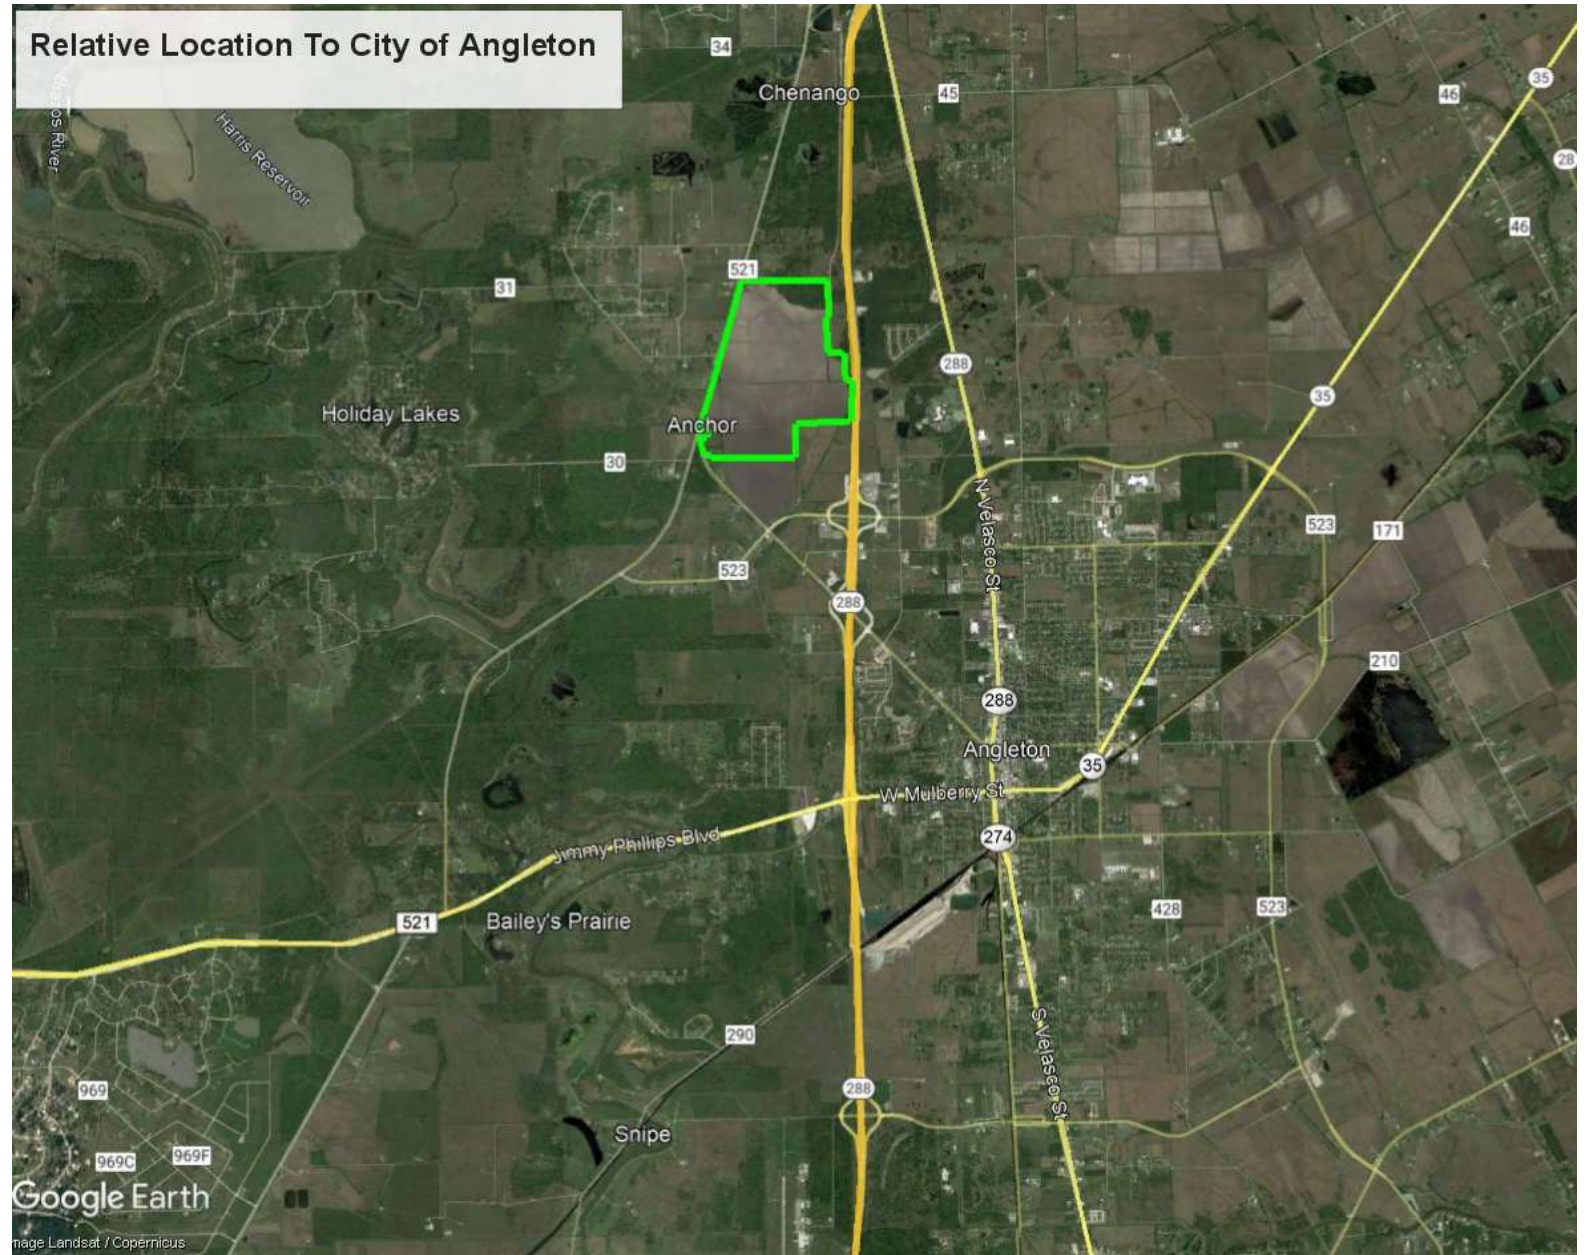 Relative Location To City of Angleton
34
35
Chenango
45
46
River
Harris Reservoir
28
46
521
31
288
35
Holiday Lakes
Anchor
30
N Velasco St
523
171
523
288
210
288
Angleton
35
W Mulberry St
Jimmy Phillips Blvd
274
521
Bailey's Prairie
428
523
290
S Velasco St
288
969
Snipe
969C
969F
Google Earth
mage Landsat / Copernicus